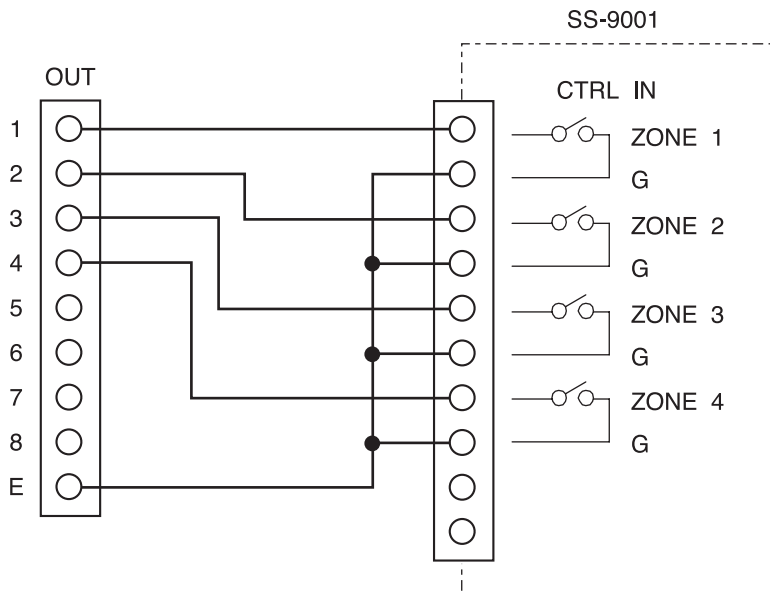 SS-9001
OUT
CTRL IN
1
2
3
4
5
6
7
8
E
ZONE 1
G
ZONE 2
G
ZONE 3
G
ZONE 4
G